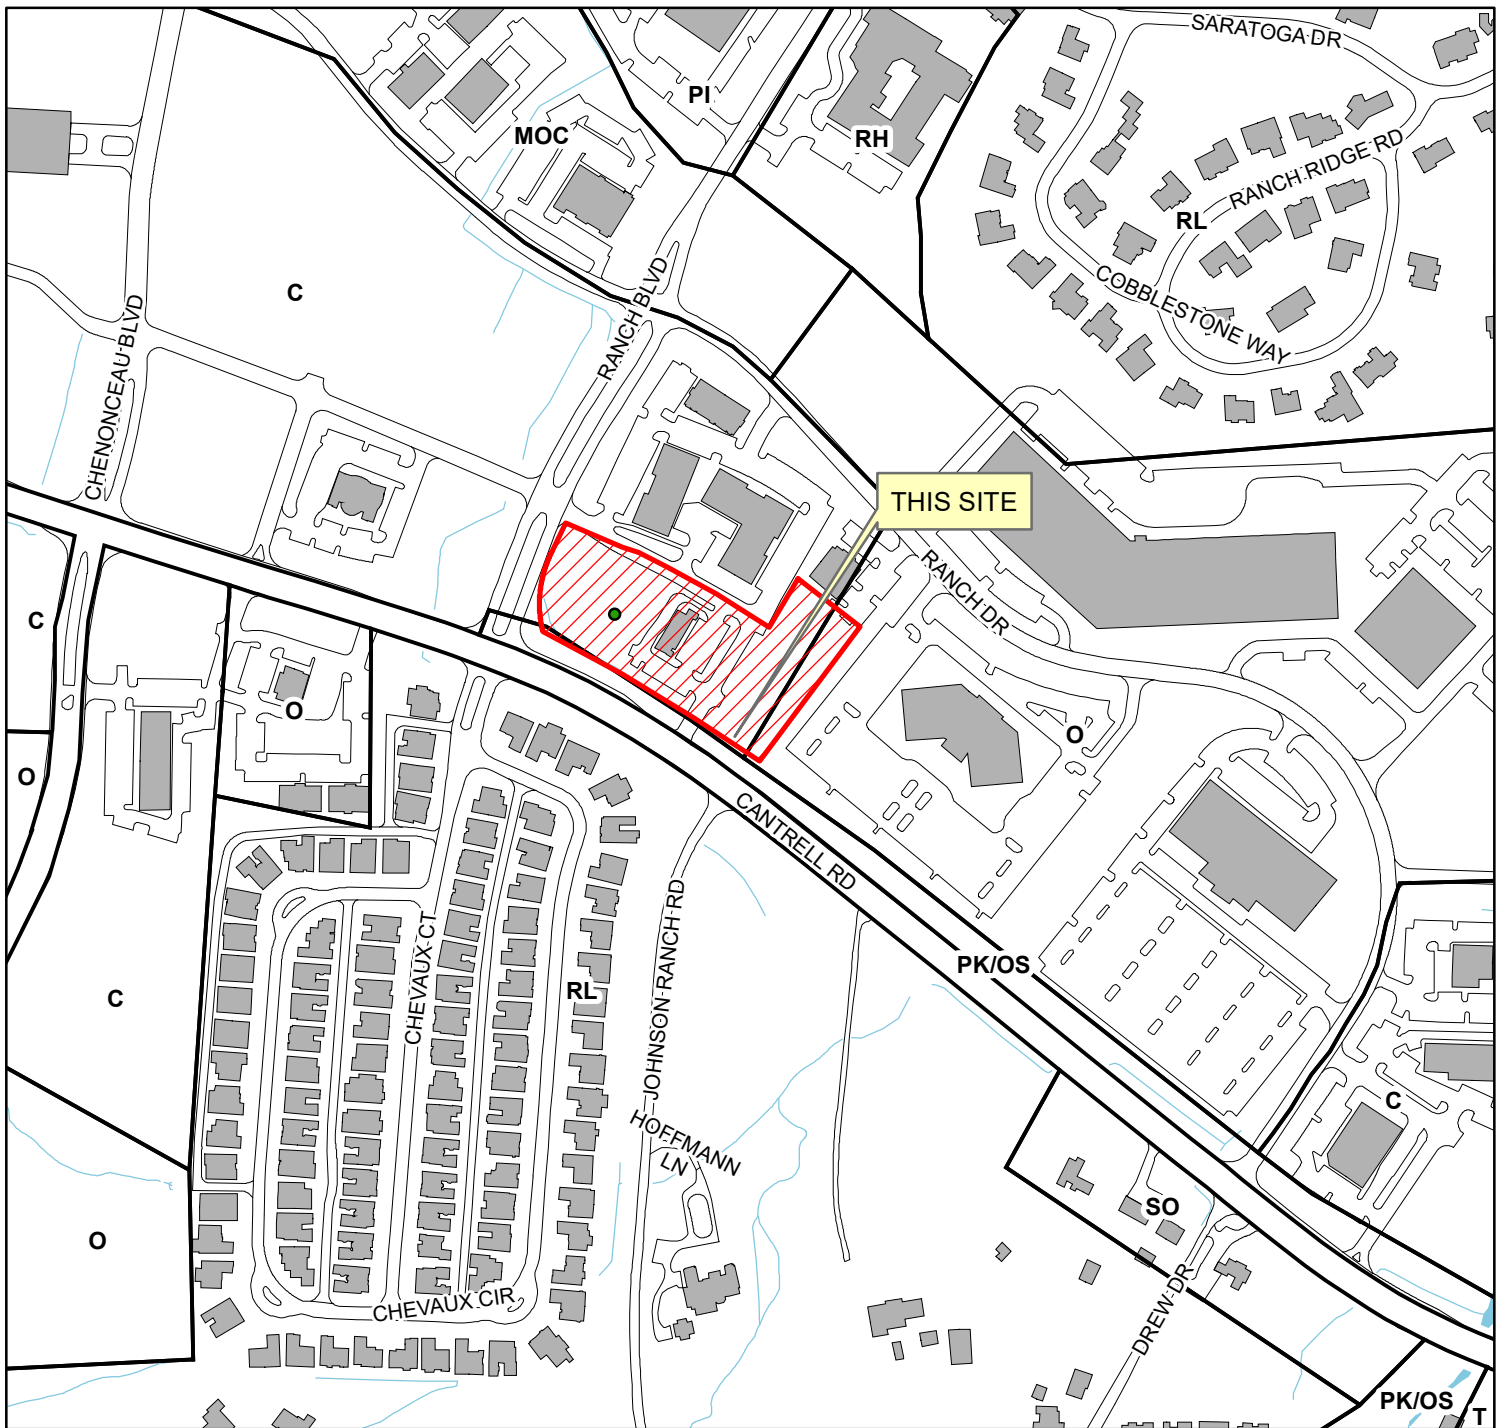 SARATOGA DR
PI
MOC
RH
RANCH RIDGE RD
RL
COBBLESTONE WAY
C
RANCH BLVD
CHENONCEAU BLVD
THIS SITE
RANCH DR
C
O
O
O
CANTRELL RD
PK/OS
RL
CHEVAUX CT
JOHNSON RANCH RD
C
C
HOFFMANN
LN
SO
O
DREW DR
CHEVAUX CIR
PK/OS
T